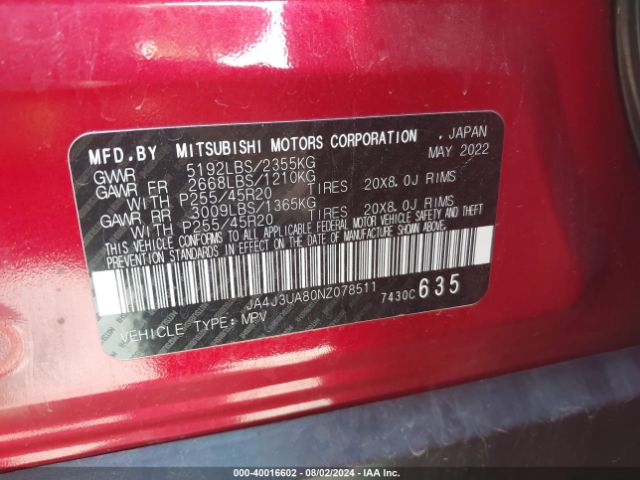 MFD.BY MITSUBISHI MOTORS CORPORATION , JAPAN
GVWR 5192LBS/2355KG MAY 2022
GAWR FR 2668LBS/1210KG TIRES 20X8.0J RIMS
WITH P255/45R20
GAWR RR 3009LBS/1365KG TIRES 20X8.0J RIMS
WITH P255/45R20
THIS VEHICLE CONFORMS TO ALL APPLICABLE FEDERAL MOTOR VEHICLE SAFETY AND THEFT
PREVENTION STANDARDS IN EFFECT ON THE DATE OF MANUFACTURE SHOWN ABOVE.
JA4J3UA80NZ078511 7430C 635
VEHICLE TYPE: MPV
000-40016602 - 08/02/2024 - IAA Inc.